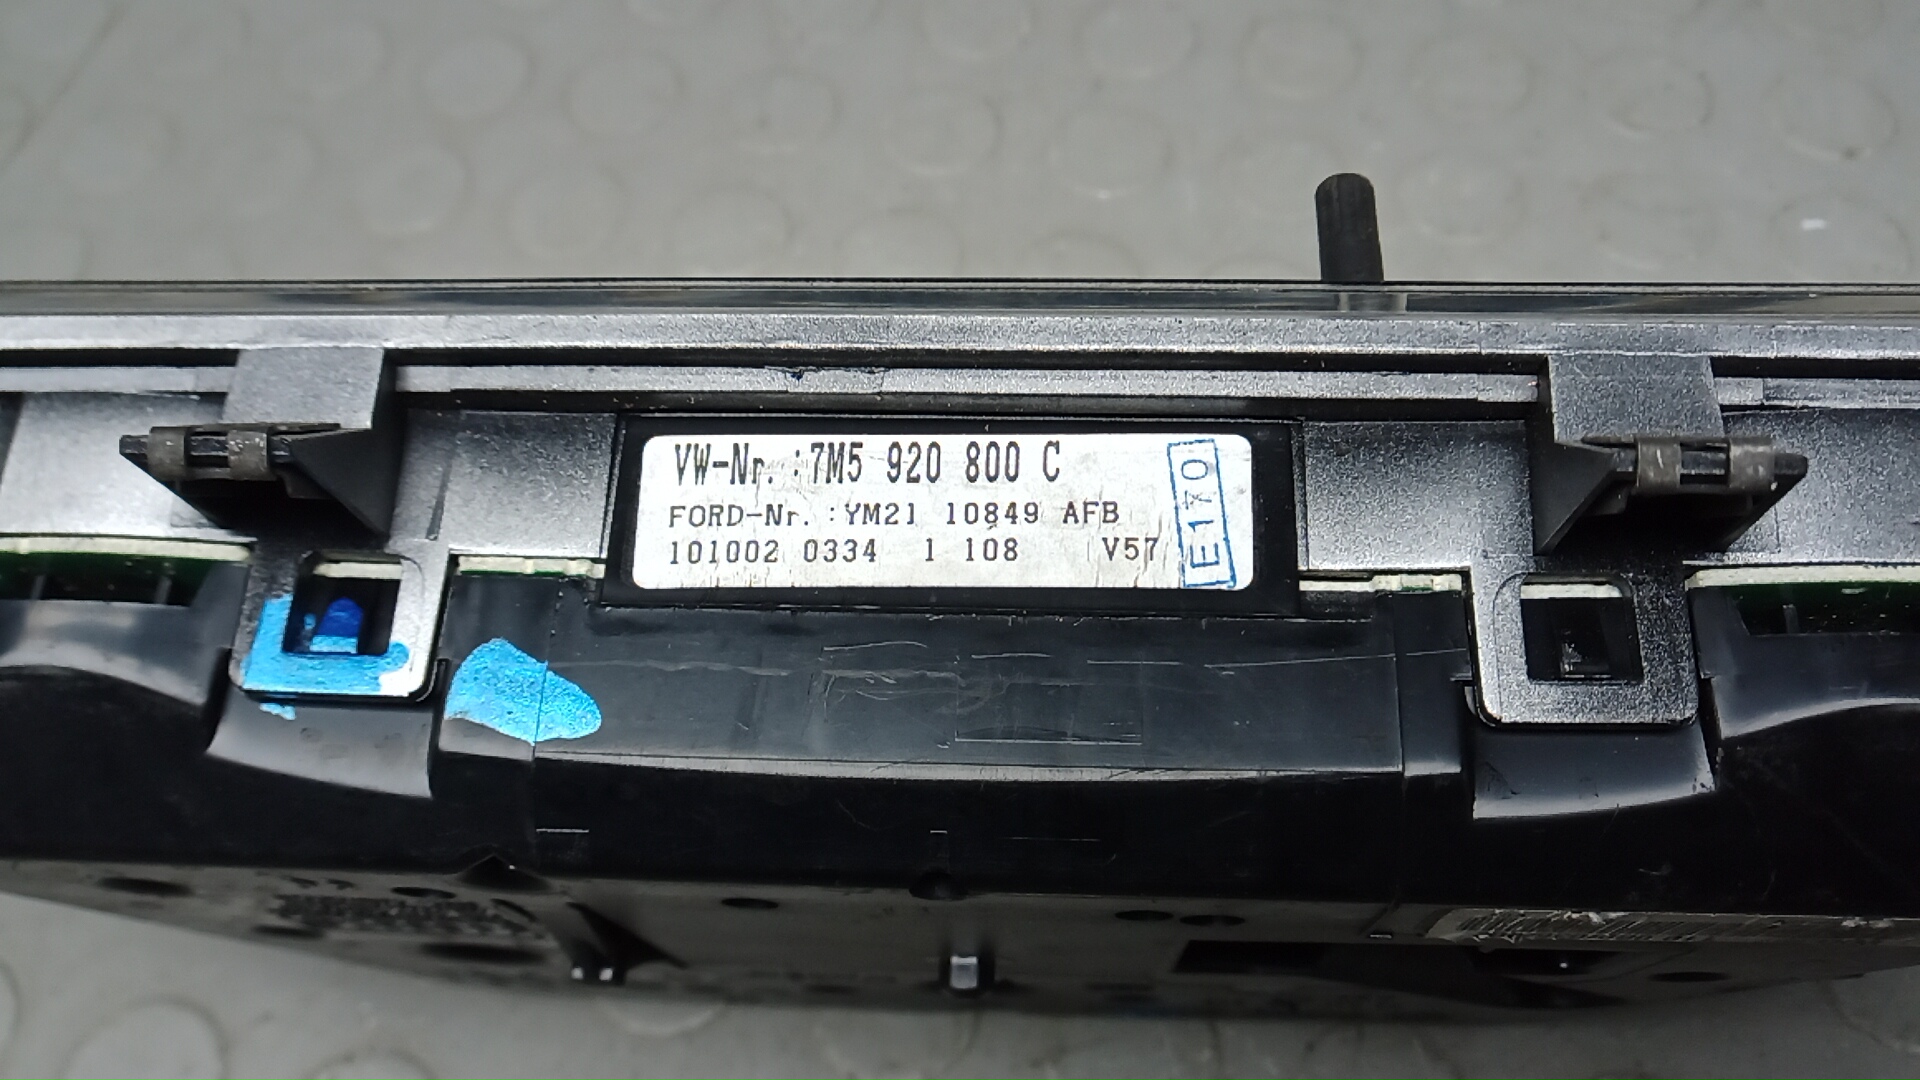 VW-Nr. :7M5 920 800 C
FORD-Nr. :YM21 10849 AFB
101002 0334 1 108 V57
E170